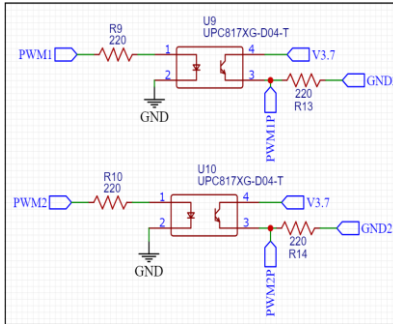 U9
UPC817XG-D04-T
R9
220
PWM1
1
4
V3.7
2
3
220
R13
GND
GND
PWM1P
U10
UPC817XG-D04-T
R10
220
PWM2
1
4
V3.7
2
3
220
R14
GND2
GND
PWM2P